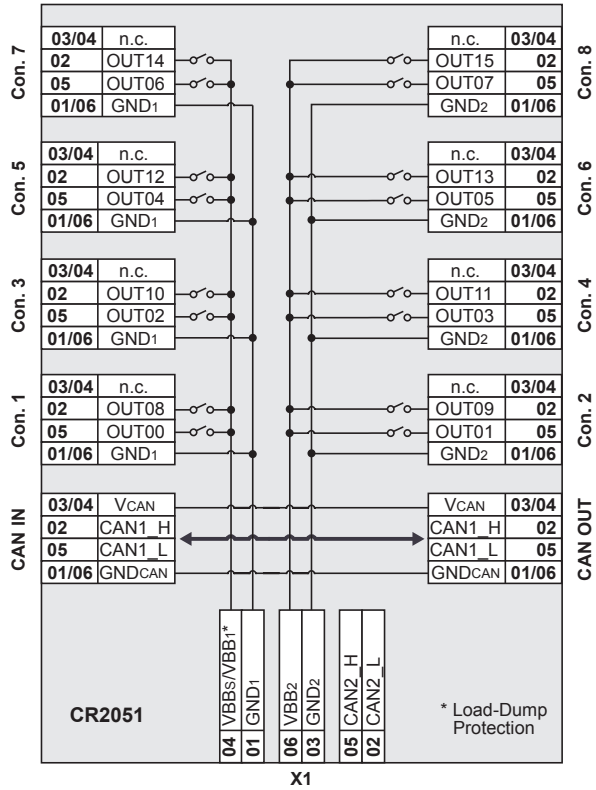 Con. 7
03/04 n.c.
02 OUT14
05 OUT06
01/06 GND1
n.c. 03/04
OUT15 02
OUT07 05
GND2 01/06
Con. 8
Con. 5
03/04 n.c.
02 OUT12
05 OUT04
01/06 GND1
n.c. 03/04
OUT13 02
OUT05 05
GND2 01/06
Con. 6
Con. 3
03/04 n.c.
02 OUT10
05 OUT02
01/06 GND1
n.c. 03/04
OUT11 02
OUT03 05
GND2 01/06
Con. 4
Con. 1
03/04 n.c.
02 OUT08
05 OUT00
01/06 GND1
n.c. 03/04
OUT09 02
OUT01 05
GND2 01/06
Con. 2
CAN IN
03/04 VCAN
02 CAN1_H
05 CAN1_L
01/06 GNDCAN
VCAN 03/04
CAN1_H 02
CAN1_L 05
GNDCAN 01/06
CAN OUT
CR2051
04 VBBS/VBB1*
01 GND1
06 VBB2
03 GND2
05 CAN2_H
02 CAN2_L
* Load-Dump
Protection
X1